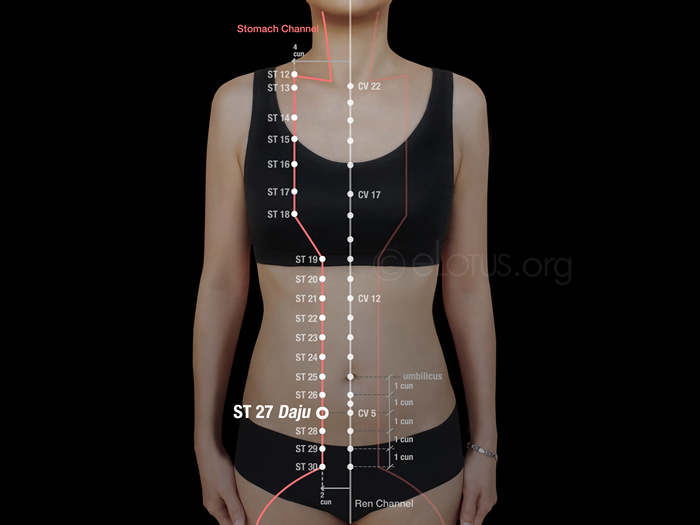 Stomach Channel
4
cun
ST 12
ST 13
CV 22
ST 14
ST 15
ST 16
ST 17
CV 17
ST 18
© eLotus.org
ST 19
ST 20
ST 21
CV 12
ST 22
ST 23
ST 24
ST 25
umbilicus
1 cun
ST 26
1 cun
ST 27 Daju
CV 5
1 cun
ST 28
1 cun
ST 29
1 cun
ST 30
2
cun
Ren Channel